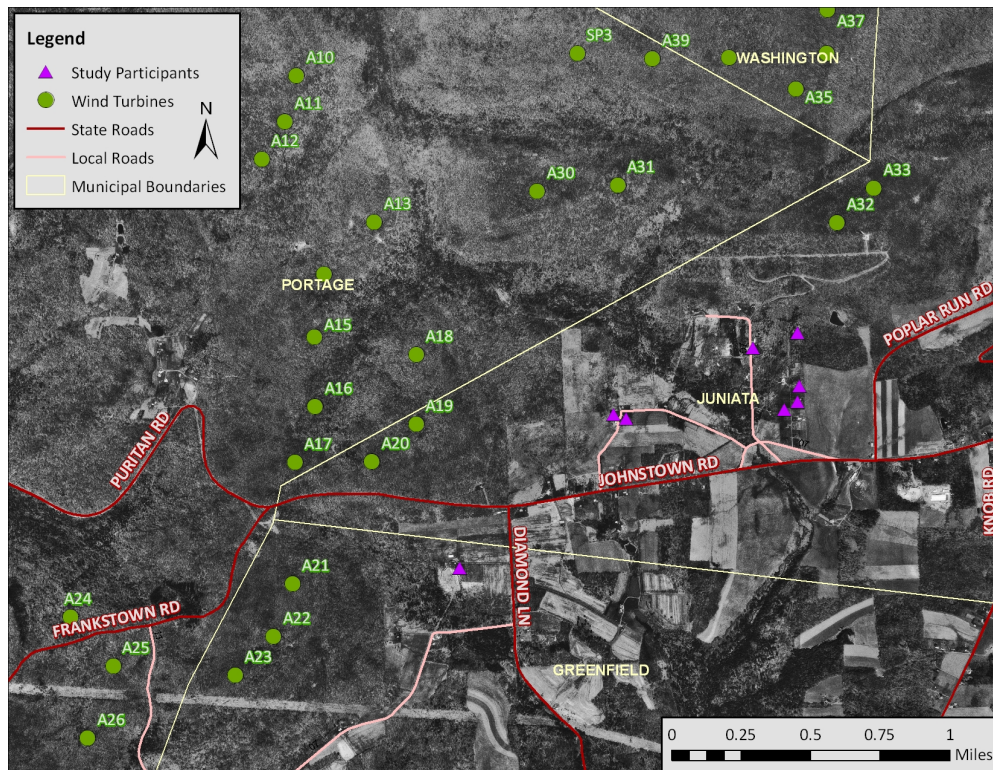 Legend
Study Participants
Wind Turbines
State Roads
Local Roads
Municipal Boundaries
N
A37
SP3
A39
WASHINGTON
A10
A35
A11
A12
A30
A31
A33
A13
A32
PORTAGE
POPLAR RUN RD
A15
A18
A16
JUNIATA
A19
PURITAN RD
A17
A20
JOHNSTOWN RD
KNOB RD
DIAMOND LN
A21
A24
FRANKSTOWN RD
A22
A25
A23
GREENFIELD
A26
0 0.25 0.5 0.75 1
Miles